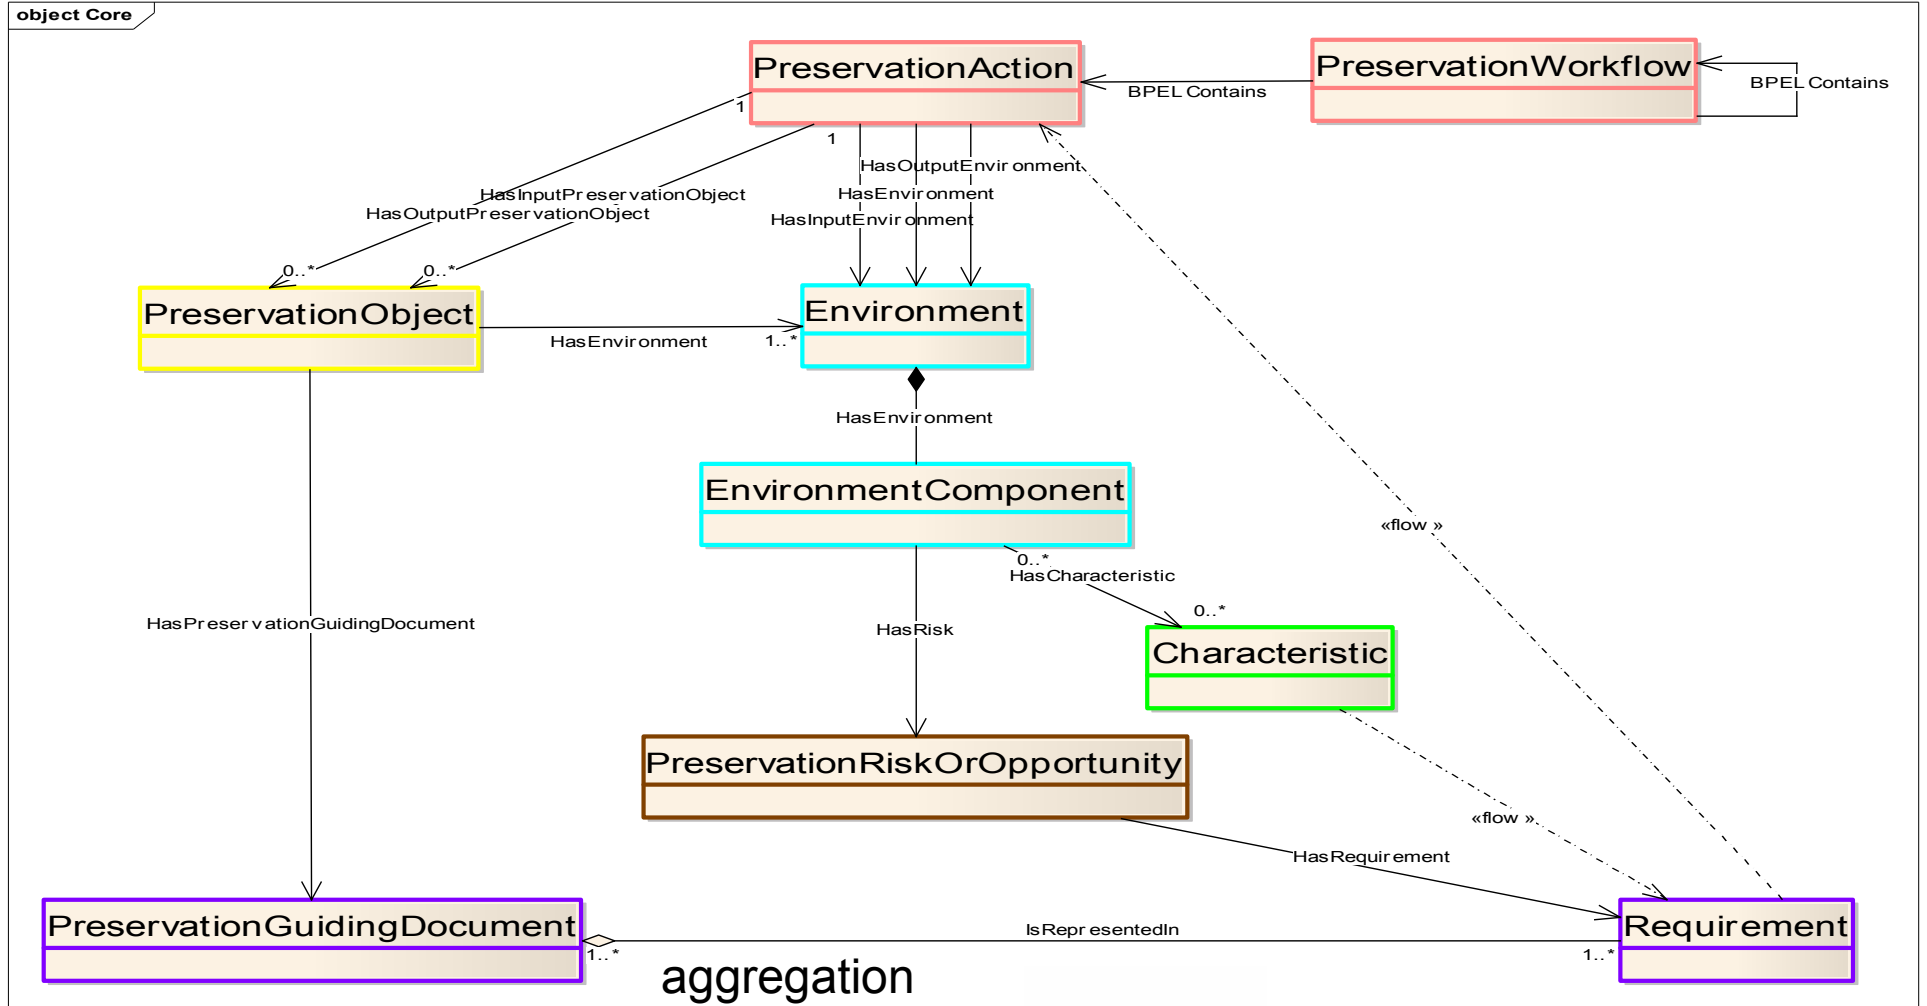 object Core
PreservationAction
PreservationWorkflow
BPEL Contains
BPEL Contains
1
1
HasOutputEnvironment
HasEnvironment
HasInputEnvironment
HasInputPreservationObject
HasOutputPreservationObject
0..*
0..*
PreservationObject
Environment
HasEnvironment
1..*
HasEnvironment
EnvironmentComponent
«flow »
0..*
HasCharacteristic
0..*
HasPreservationGuidingDocument
HasRisk
Characteristic
PreservationRiskOrOpportunity
«flow »
HasRequirement
PreservationGuidingDocument
Requirement
IsRepresentedIn
1..*
1..*
aggregation